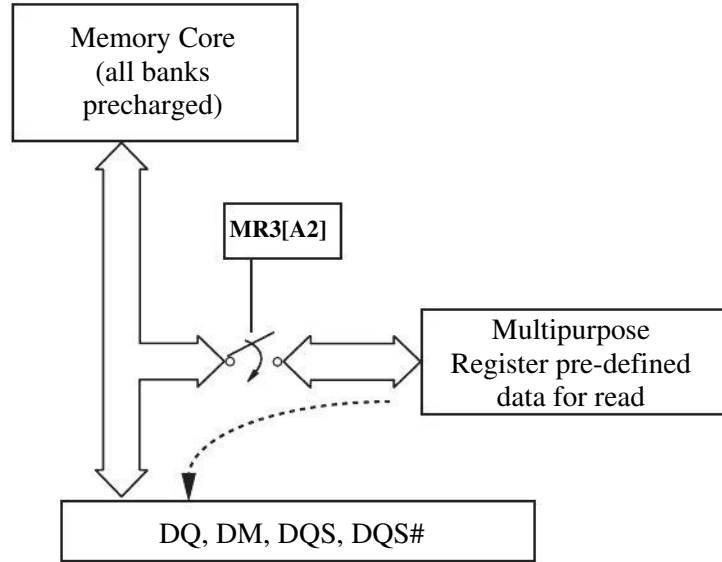 Memory Core
(all banks
precharged)
MR3[A2]
Multipurpose
Register pre-defined
data for read
DQ, DM, DQS, DQS#